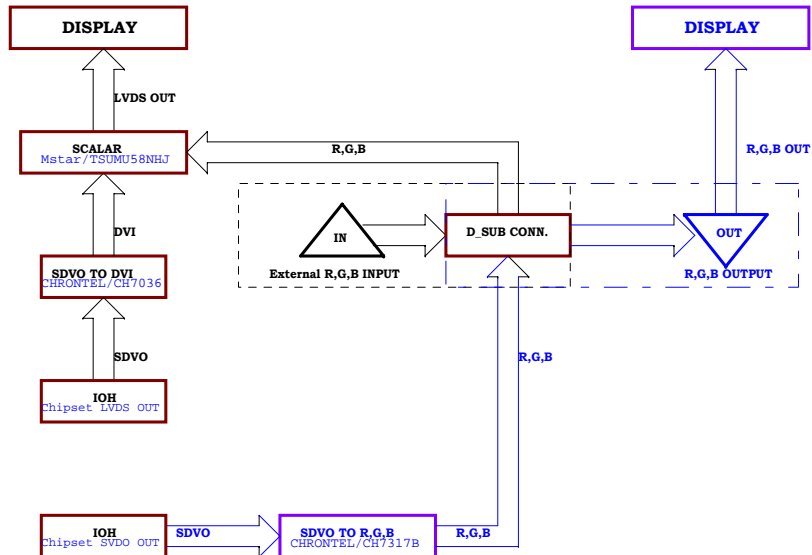 DISPLAY
DISPLAY
LVDS OUT
SCALAR
Mstar/TSUMU58NHJ
R,G,B
R,G,B OUT
DVI
IN
D_SUB CONN.
OUT
External R,G,B INPUT
R,G,B OUTPUT
SDVO TO DVI
CHRONTEL/CH7036
SDVO
R,G,B
IOH
Chipset LVDS OUT
IOH
Chipset SVDO OUT
SDVO
SDVO TO R,G,B
CHRONTEL/CH7317B
R,G,B